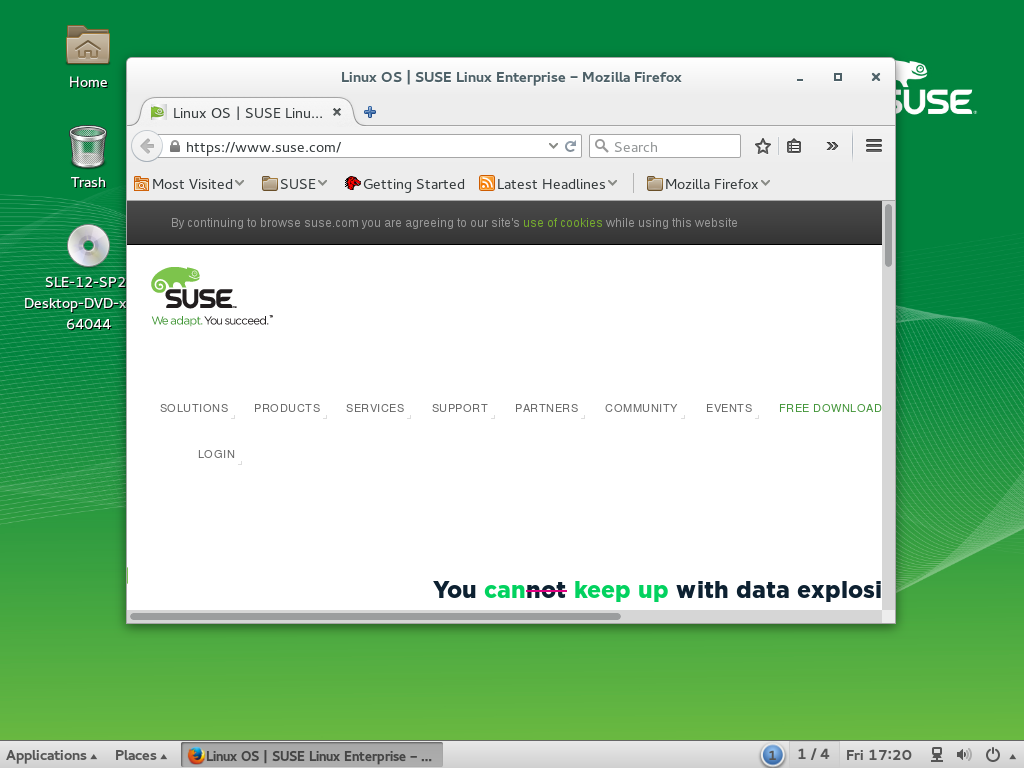 Home
Trash
SLE-12-SP2
Desktop-DVD-x
64044
SUSE
Linux OS | SUSE Linux Enterprise – Mozilla Firefox
Linux OS | SUSE Linu...
https://www.suse.com/
Search
Most Visited
SUSE
Getting Started
Latest Headlines
Mozilla Firefox
By continuing to browse suse.com you are agreeing to our site's use of cookies while using this website
SUSE
We adapt. You succeed.
SOLUTIONS PRODUCTS SERVICES SUPPORT PARTNERS COMMUNITY EVENTS FREE DOWNLOAD
LOGIN
You cannot keep up with data explosi
Applications
Places
Linux OS | SUSE Linux Enterprise – ...
1
1 / 4
Fri 17:20